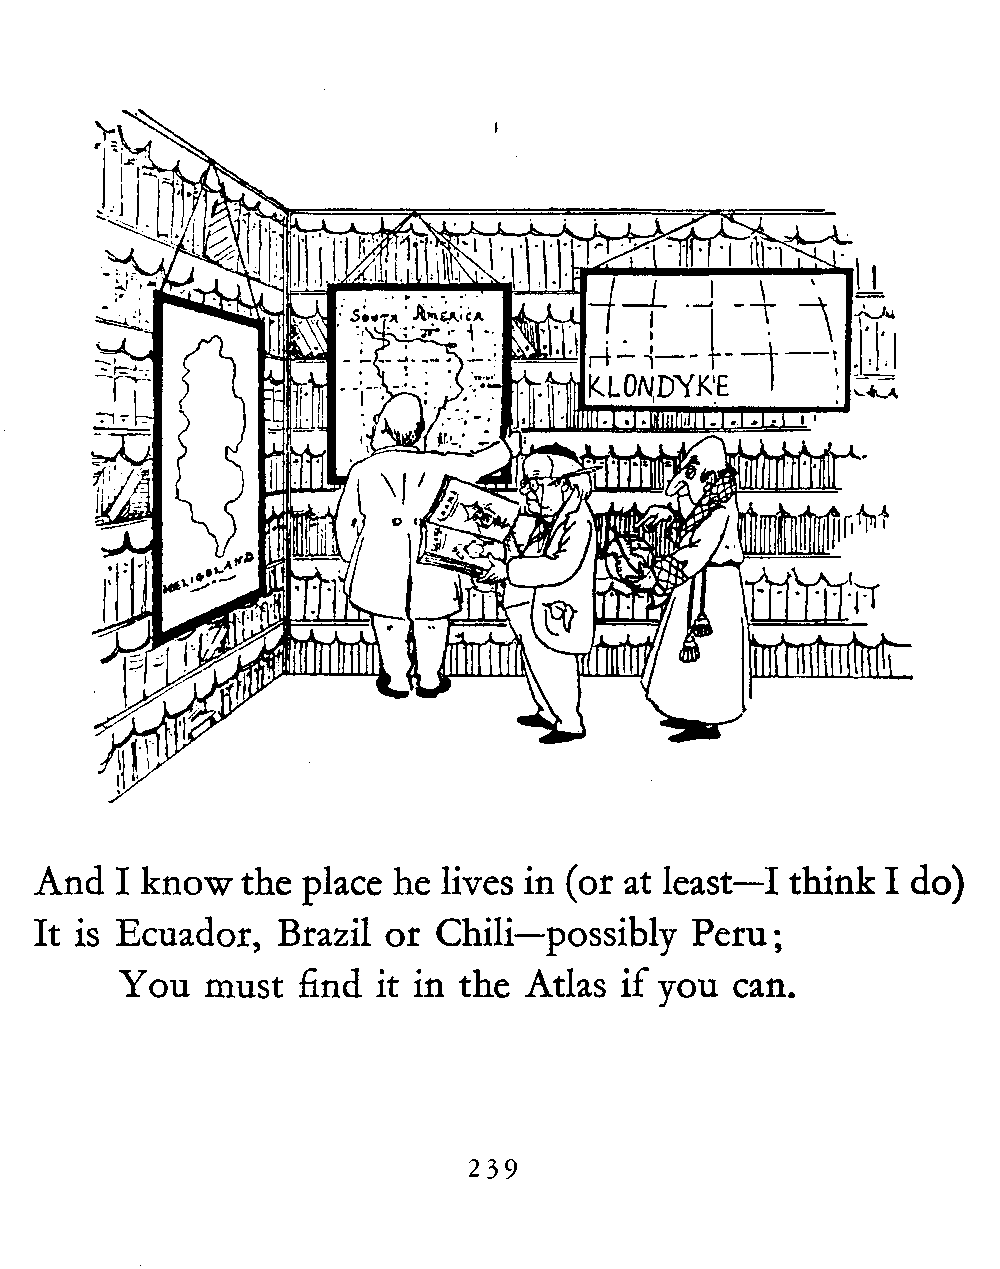 South America
KLONDYKE
HELIGOLAND
And I know the place he lives in (or at least—I think I do)
It is Ecuador, Brazil or Chili—possibly Peru;
You must find it in the Atlas if you can.
239